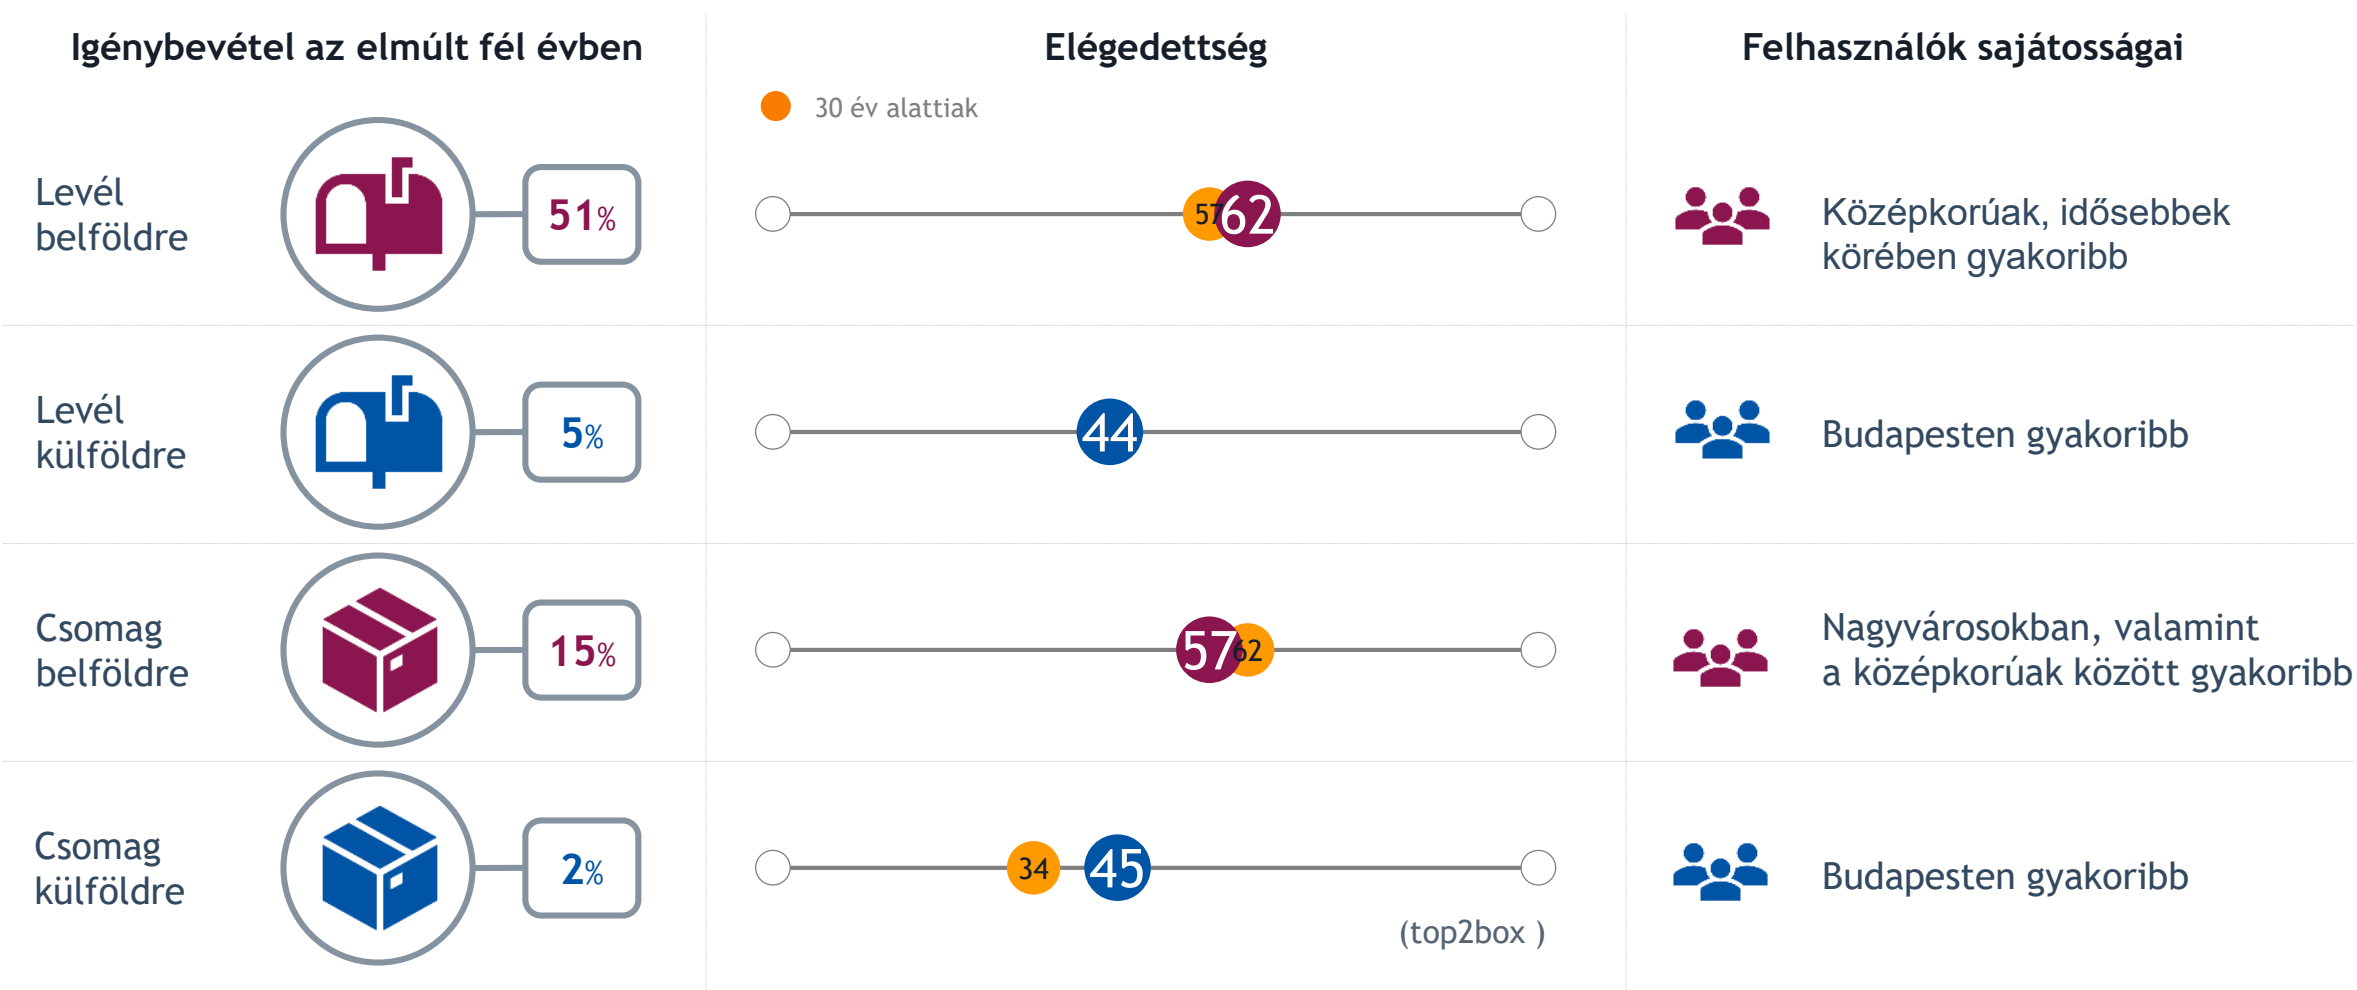 Igénybevétel az elmúlt fél évben
Elégedettség
Felhasználók sajátosságai
30 év alattiak
Levél
belföldre
51%
57
62
Középkorúak, idősebbek
körében gyakoribb
Levél
külföldre
5%
44
Budapesten gyakoribb
Csomag
belföldre
15%
57
62
Nagyvárosokban, valamint
a középkorúak között gyakoribb
Csomag
külföldre
2%
34
45
Budapesten gyakoribb
(top2box )